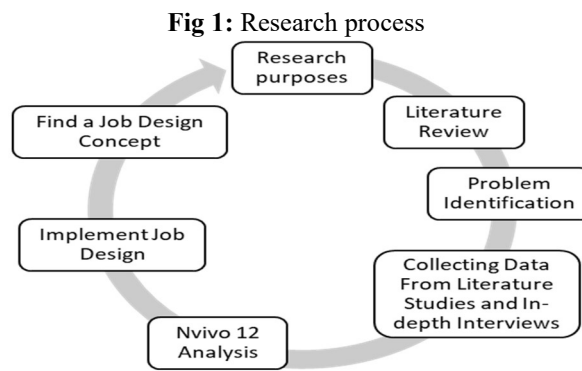 Fig 1: Research process
Research
purposes
Literature
Review
Problem
Identification
Collecting Data
From Literature
Studies and In-
depth Interviews
Nvivo 12
Analysis
Implement Job
Design
Find a Job Design
Concept